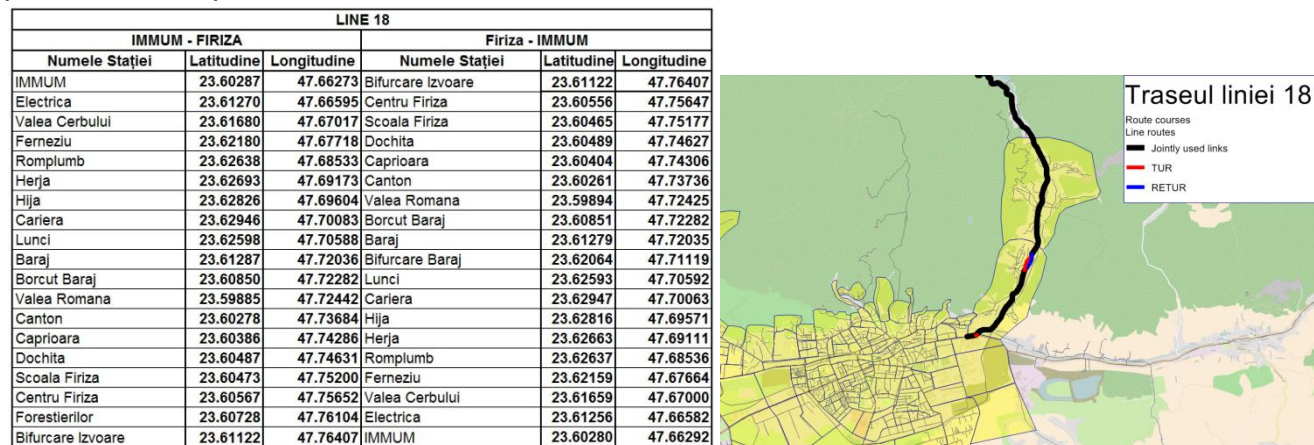 LINE 18
IMMUM - FIRIZA Firiza - IMMUM
Numele Stației Latitudine Longitudine Numele Stației Latitudine Longitudine
IMMUM 23.60287 47.66273 Bifurcare Izvoare 23.61122 47.76407
Electrica 23.61270 47.66595 Centru Firiza 23.60556 47.75647
Valea Cerbului 23.61680 47.67017 Scoala Firiza 23.60465 47.75177
Ferneziu 23.62180 47.67718 Dochita 23.60489 47.74627
Romplumb 23.62638 47.68533 Caprioara 23.60404 47.74306
Herja 23.62693 47.69173 Canton 23.60261 47.73736
Hija 23.62826 47.69604 Valea Romana 23.59894 47.72425
Cariera 23.62946 47.70083 Borcut Baraj 23.60851 47.72282
Lunci 23.62598 47.70588 Baraj 23.61279 47.72035
Baraj 23.61287 47.72036 Bifurcare Baraj 23.62064 47.71119
Borcut Baraj 23.60850 47.72282 Lunci 23.62593 47.70592
Valea Romana 23.59885 47.72442 Cariera 23.62947 47.70063
Canton 23.60278 47.73684 Hija 23.62816 47.69571
Caprioara 23.60386 47.74286 Herja 23.62663 47.69111
Dochita 23.60487 47.74631 Romplumb 23.62637 47.68536
Scoala Firiza 23.60473 47.75200 Ferneziu 23.62159 47.67664
Centru Firiza 23.60567 47.75652 Valea Cerbului 23.61659 47.67000
Forestierilor 23.60728 47.76104 Electrica 23.61256 47.66582
Bifurcare Izvoare 23.61122 47.76407 IMMUM 23.60280 47.66292
Traseul liniei 18
Route courses
Line routes
Jointly used links
TUR
RETUR